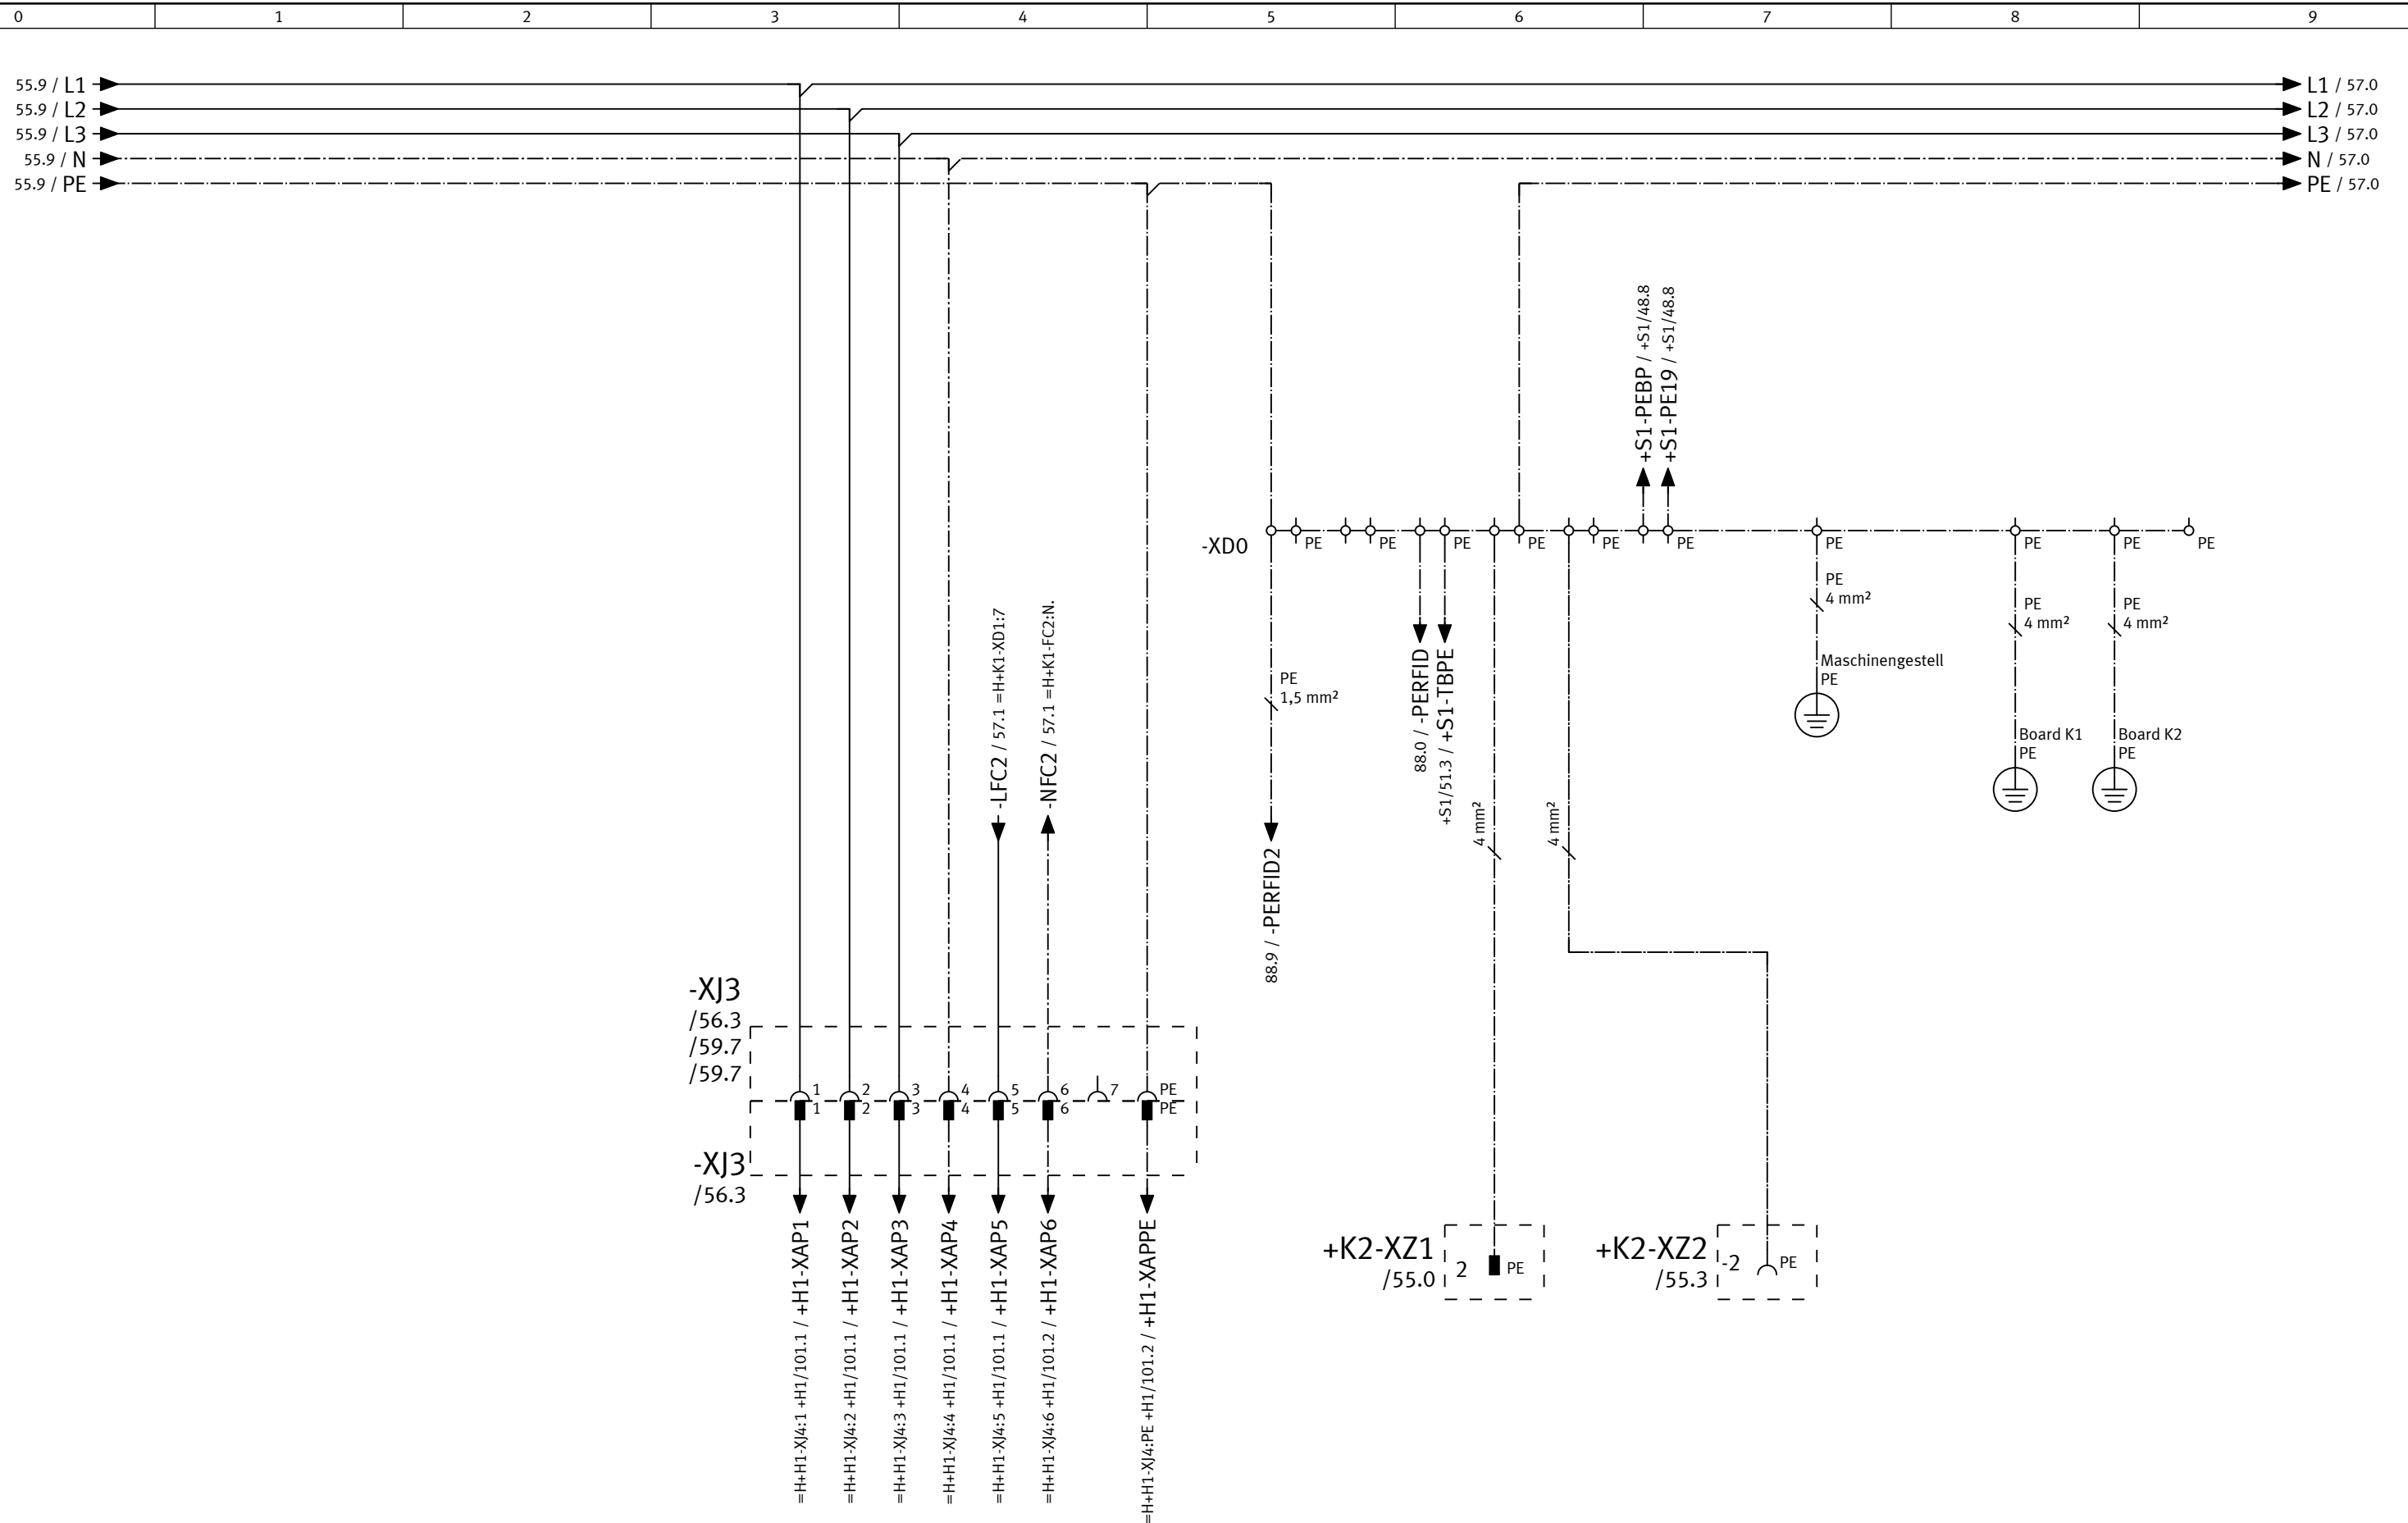 0 1 2 3 4 5 6 7 8 9
55.9 / L1
L1 / 57.0
55.9 / L2
L2 / 57.0
55.9 / L3
L3 / 57.0
55.9 / N
N / 57.0
55.9 / PE
PE / 57.0
+S1-PEBP / +S1/48.8
+S1-PE19 / +S1/48.8
-XD0
PE PE PE PE PE PE PE PE PE PE
PE
4 mm²
PE
4 mm²
PE
4 mm²
-LFC2 / 57.1 =H+K1-XD1:7
-NFC2 / 57.1 =H+K1-FC2:N.
PE
1,5 mm²
88.0 / -PERFID
+S1/51.3 / +S1-TBPE
Maschinengestell
PE
Board K1
PE
Board K2
PE
4 mm²
4 mm²
88.9 / -PERFID2
-XJ3
/56.3
/59.7
/59.7
1 2 3 4 5 6 7 PE
1 2 3 4 5 6 PE
-XJ3
/56.3
=H+H1-XJ4:1 +H1/101.1 / +H1-XAP1
=H+H1-XJ4:2 +H1/101.1 / +H1-XAP2
=H+H1-XJ4:3 +H1/101.1 / +H1-XAP3
=H+H1-XJ4:4 +H1/101.1 / +H1-XAP4
=H+H1-XJ4:5 +H1/101.1 / +H1-XAP5
=H+H1-XJ4:6 +H1/101.2 / +H1-XAP6
=H+H1-XJ4:PE +H1/101.2 / +H1-XAPPE
+K2-XZ1
/55.0
2 PE
+K2-XZ2
/55.3
-2 PE